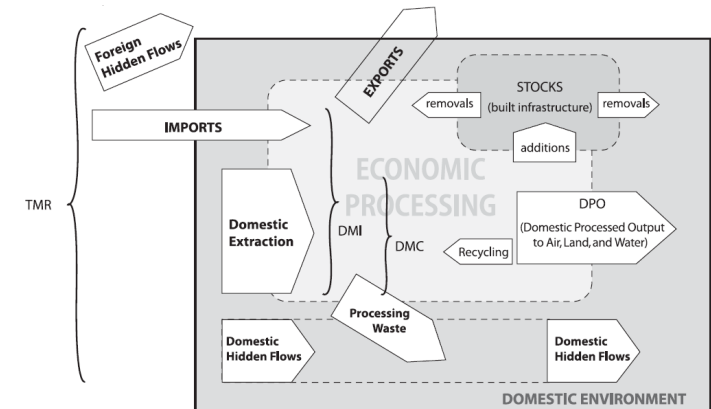 Foreign
Hidden Flows
EXPORTS
STOCKS
(built infrastructure)
removals
removals
IMPORTS
additions
ECONOMIC
PROCESSING
TMR
Domestic
Extraction
DMI
DMC
DPO
(Domestic Processed Output
to Air, Land, and Water)
Recycling
Processing
Waste
Domestic
Hidden Flows
Domestic
Hidden Flows
DOMESTIC ENVIRONMENT